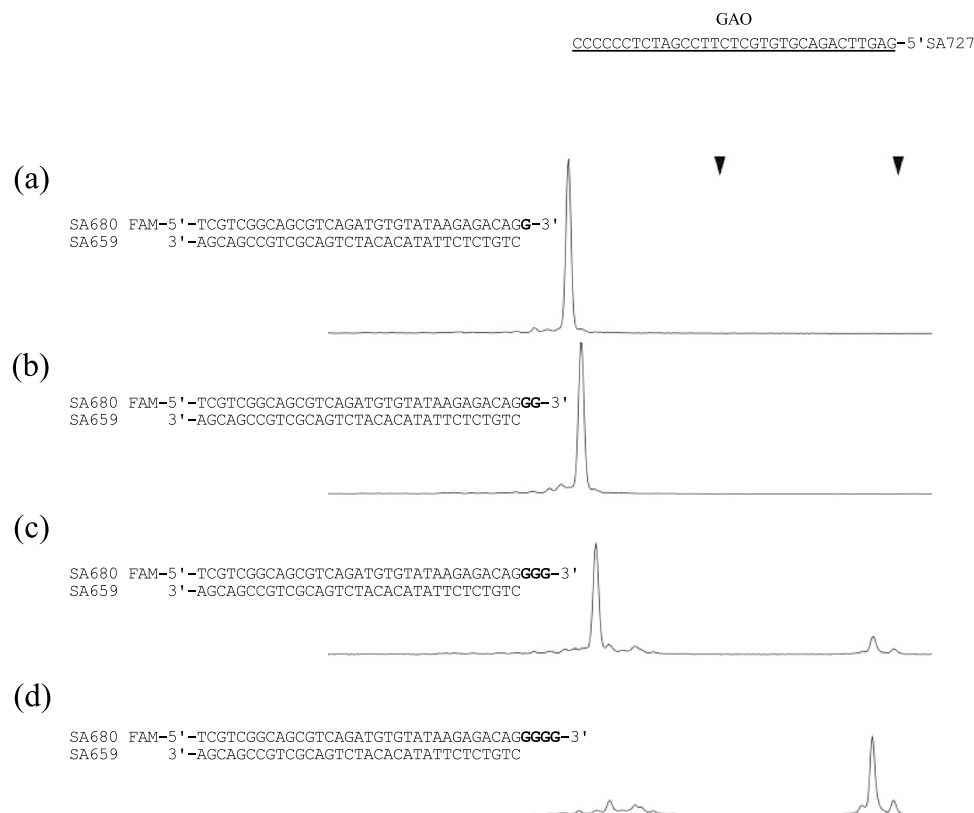 GAO
CCCCCCTCTAGCCTTCTCGTGTGCAGACTTGAG-5'SA727
(a)
SA680 FAM-5'-TCGTCGGCAGCGTCAGATGTGTATAAGAGACAGG-3'
SA659 3'-AGCAGCCGTCGCAGTCTACACATATTCTCTGTC
(b)
SA680 FAM-5'-TCGTCGGCAGCGTCAGATGTGTATAAGAGACAGGG-3'
SA659 3'-AGCAGCCGTCGCAGTCTACACATATTCTCTGTC
(c)
SA680 FAM-5'-TCGTCGGCAGCGTCAGATGTGTATAAGAGACAGGGG-3'
SA659 3'-AGCAGCCGTCGCAGTCTACACATATTCTCTGTC
(d)
SA680 FAM-5'-TCGTCGGCAGCGTCAGATGTGTATAAGAGACAGGGGG-3'
SA659 3'-AGCAGCCGTCGCAGTCTACACATATTCTCTGTC